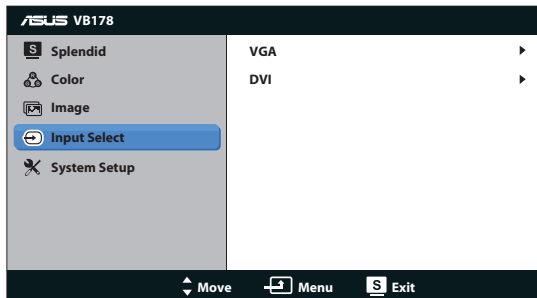 ASUS VB178
S Splendid
Color
Image
Input Select
System Setup
VGA
DVI
Move Menu S Exit